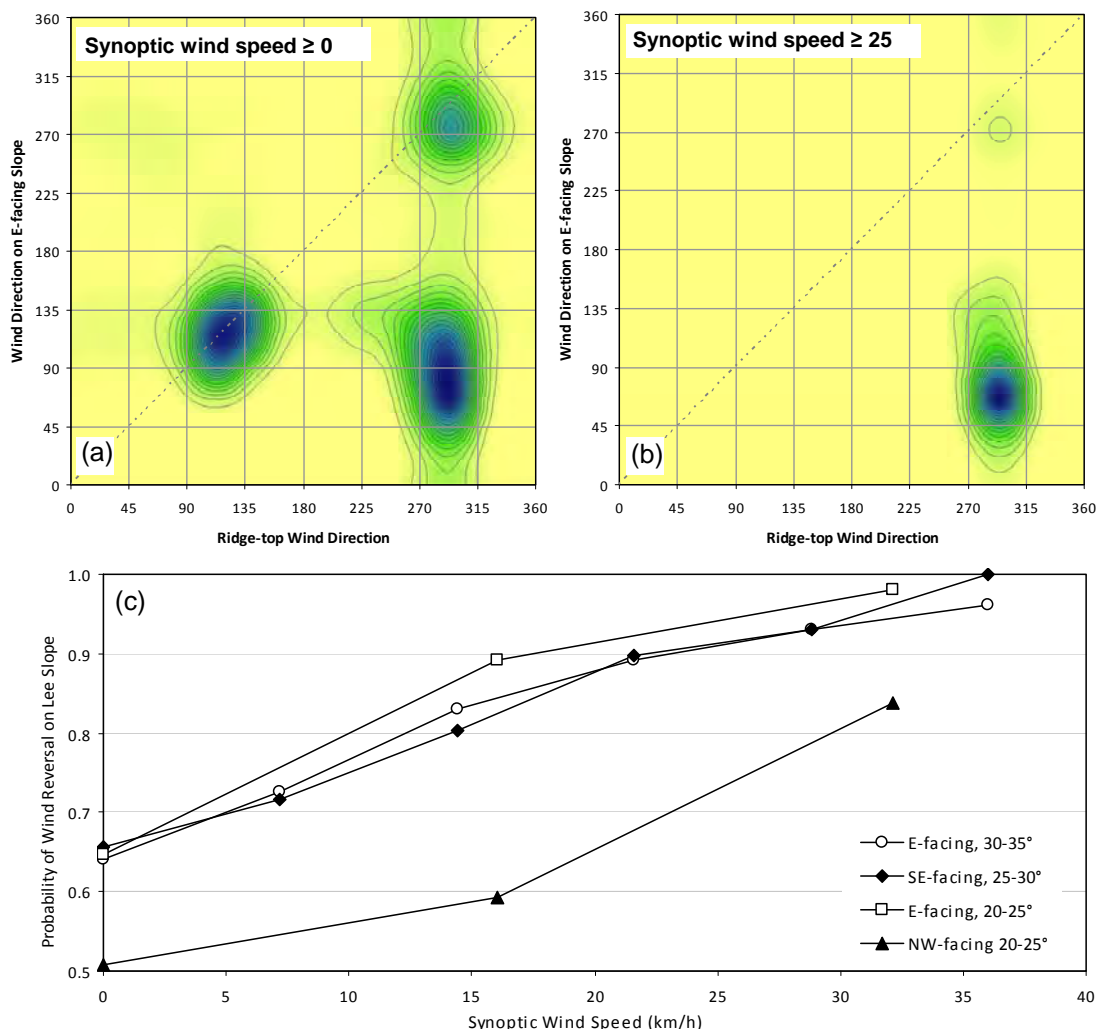 Synoptic wind speed ≥ 0
(a)
Wind Direction on E-facing Slope
360
315
270
225
180
135
90
45
0
0 45 90 135 180 225 270 315 360
Ridge-top Wind Direction
Synoptic wind speed ≥ 25
(b)
Wind Direction on E-facing Slope
360
315
270
225
180
135
90
45
0
0 45 90 135 180 225 270 315 360
Ridge-top Wind Direction
(c)
Probability of Wind Reversal on Lee Slope
1.0
0.9
0.8
0.7
0.6
0.5
0 5 10 15 20 25 30 35 40
Synoptic Wind Speed (km/h)
E-facing, 30-35°
SE-facing, 25-30°
E-facing, 20-25°
NW-facing 20-25°